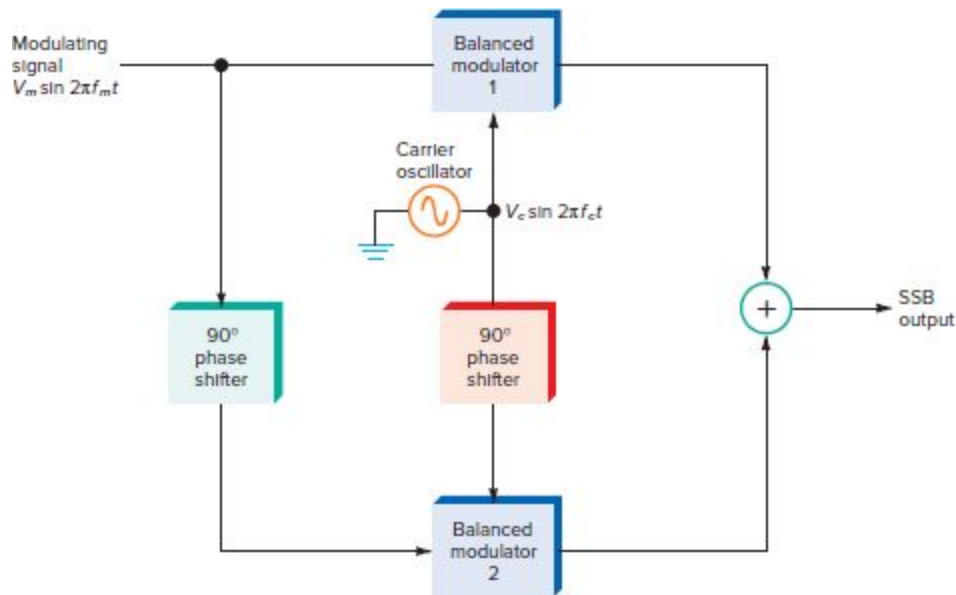 Modulating
signal
Vm sin 2πfmt
Balanced
modulator
1
Carrier
oscillator
Vc sin 2πfct
90°
phase
shifter
90°
phase
shifter
+
SSB
output
Balanced
modulator
2